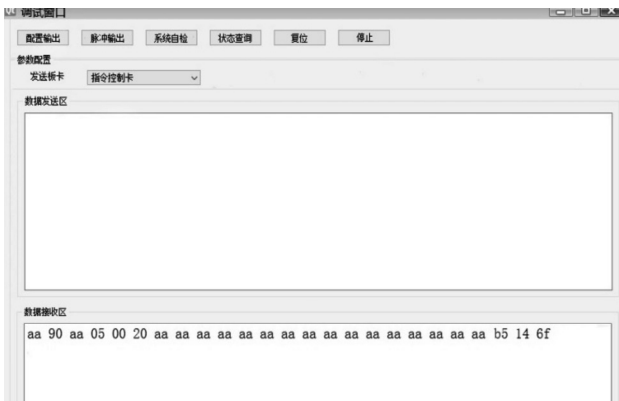 调试窗口
配置输出 脉冲输出 系统自检 状态查询 复位 停止
参数配置
发送板卡 指令控制卡
数据发送区
数据接收区
aa 90 aa 05 00 20 aa aa aa aa aa aa aa aa aa aa aa aa aa aa aa aa b5 14 6f